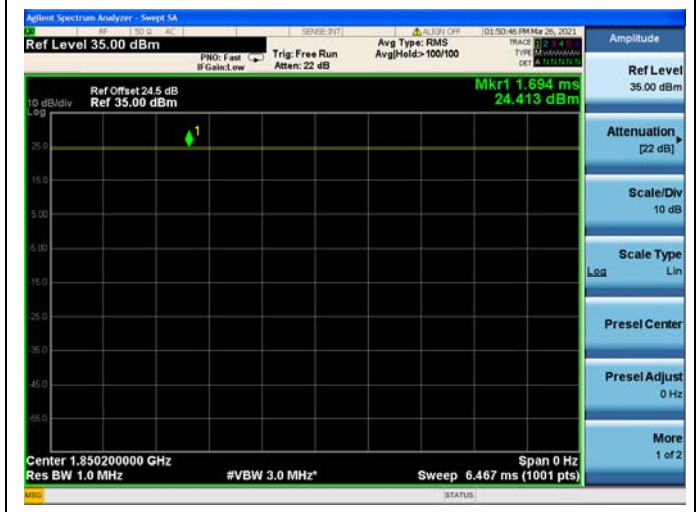 Agilent Spectrum Analyzer - Swept SA
RF 50 Ω AC SENSE:INT ALIGN OFF 01:50:46 PM Mar 26, 2021
Ref Level 35.00 dBm
PNO: Fast
IFGain:Low
Trig: Free Run
Atten: 22 dB
Avg Type: RMS
Avg|Hold:> 100/100
TRACE 1 2 3 4 5 6
TYPE
DET A N N N N N
Ref Offset 24.5 dB
10 dB/div Ref 35.00 dBm
Log
Mkr1 1.694 ms
24.413 dBm
1
25.0
15.0
5.00
-5.00
-15.0
-25.0
-35.0
-45.0
-55.0
Center 1.850200000 GHz Span 0 Hz
Res BW 1.0 MHz #VBW 3.0 MHz* Sweep 6.467 ms (1001 pts)
MSG STATUS
Amplitude
Ref Level
35.00 dBm
Attenuation
[22 dB]
Scale/Div
10 dB
Scale Type
Log Lin
Presel Center
Presel Adjust
0 Hz
More
1 of 2